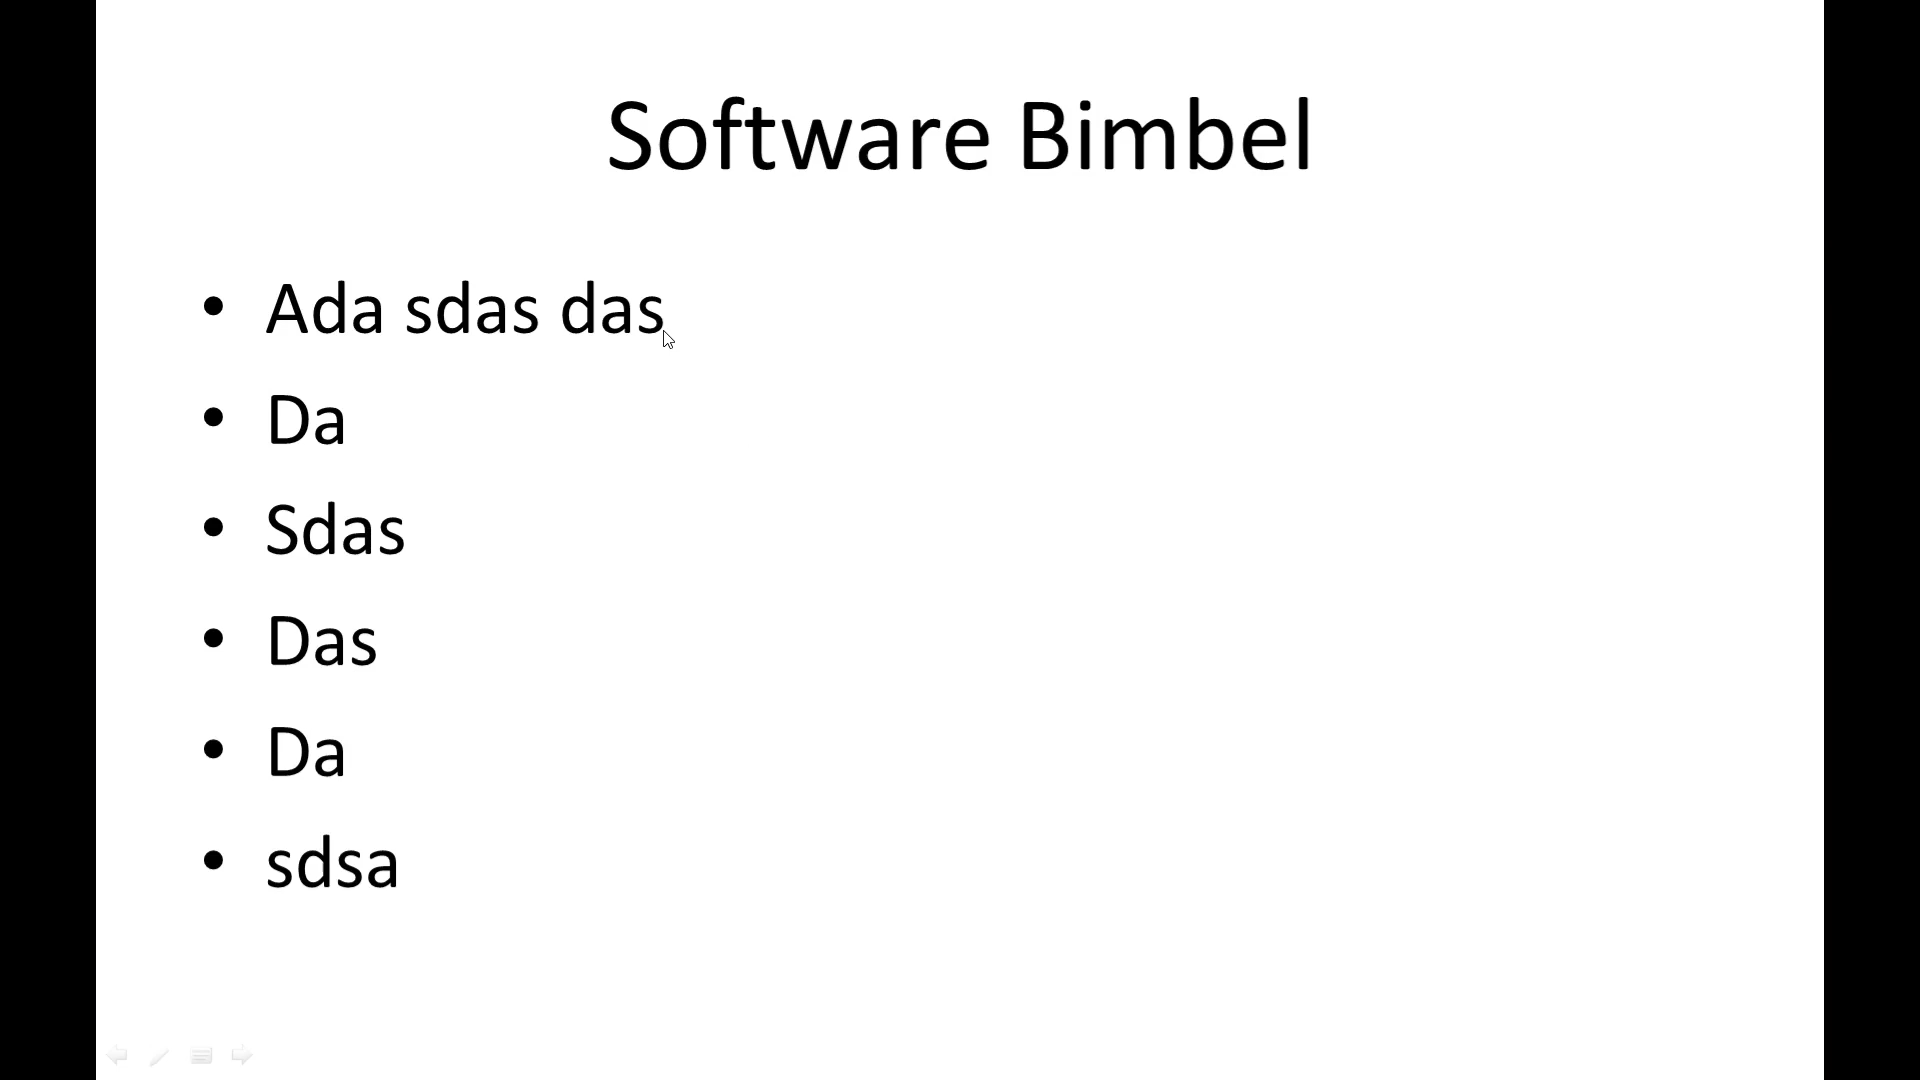 Software Bimbel
• Ada sdas das
• Da
• Sdas
• Das
• Da
• sdsa